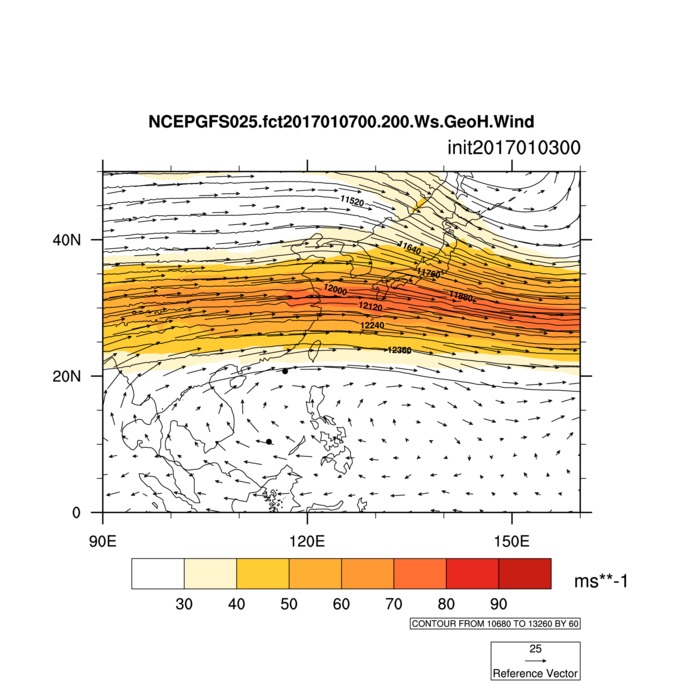 NCEPGFS025.fct2017010700.200.Ws.GeoH.Wind
init2017010300
11520
40N
11640
11760
12000
11880
12120
12240
12360
20N
0
90E 120E 150E
ms**-1
30 40 50 60 70 80 90
CONTOUR FROM 10680 TO 13260 BY 60
25
Reference Vector